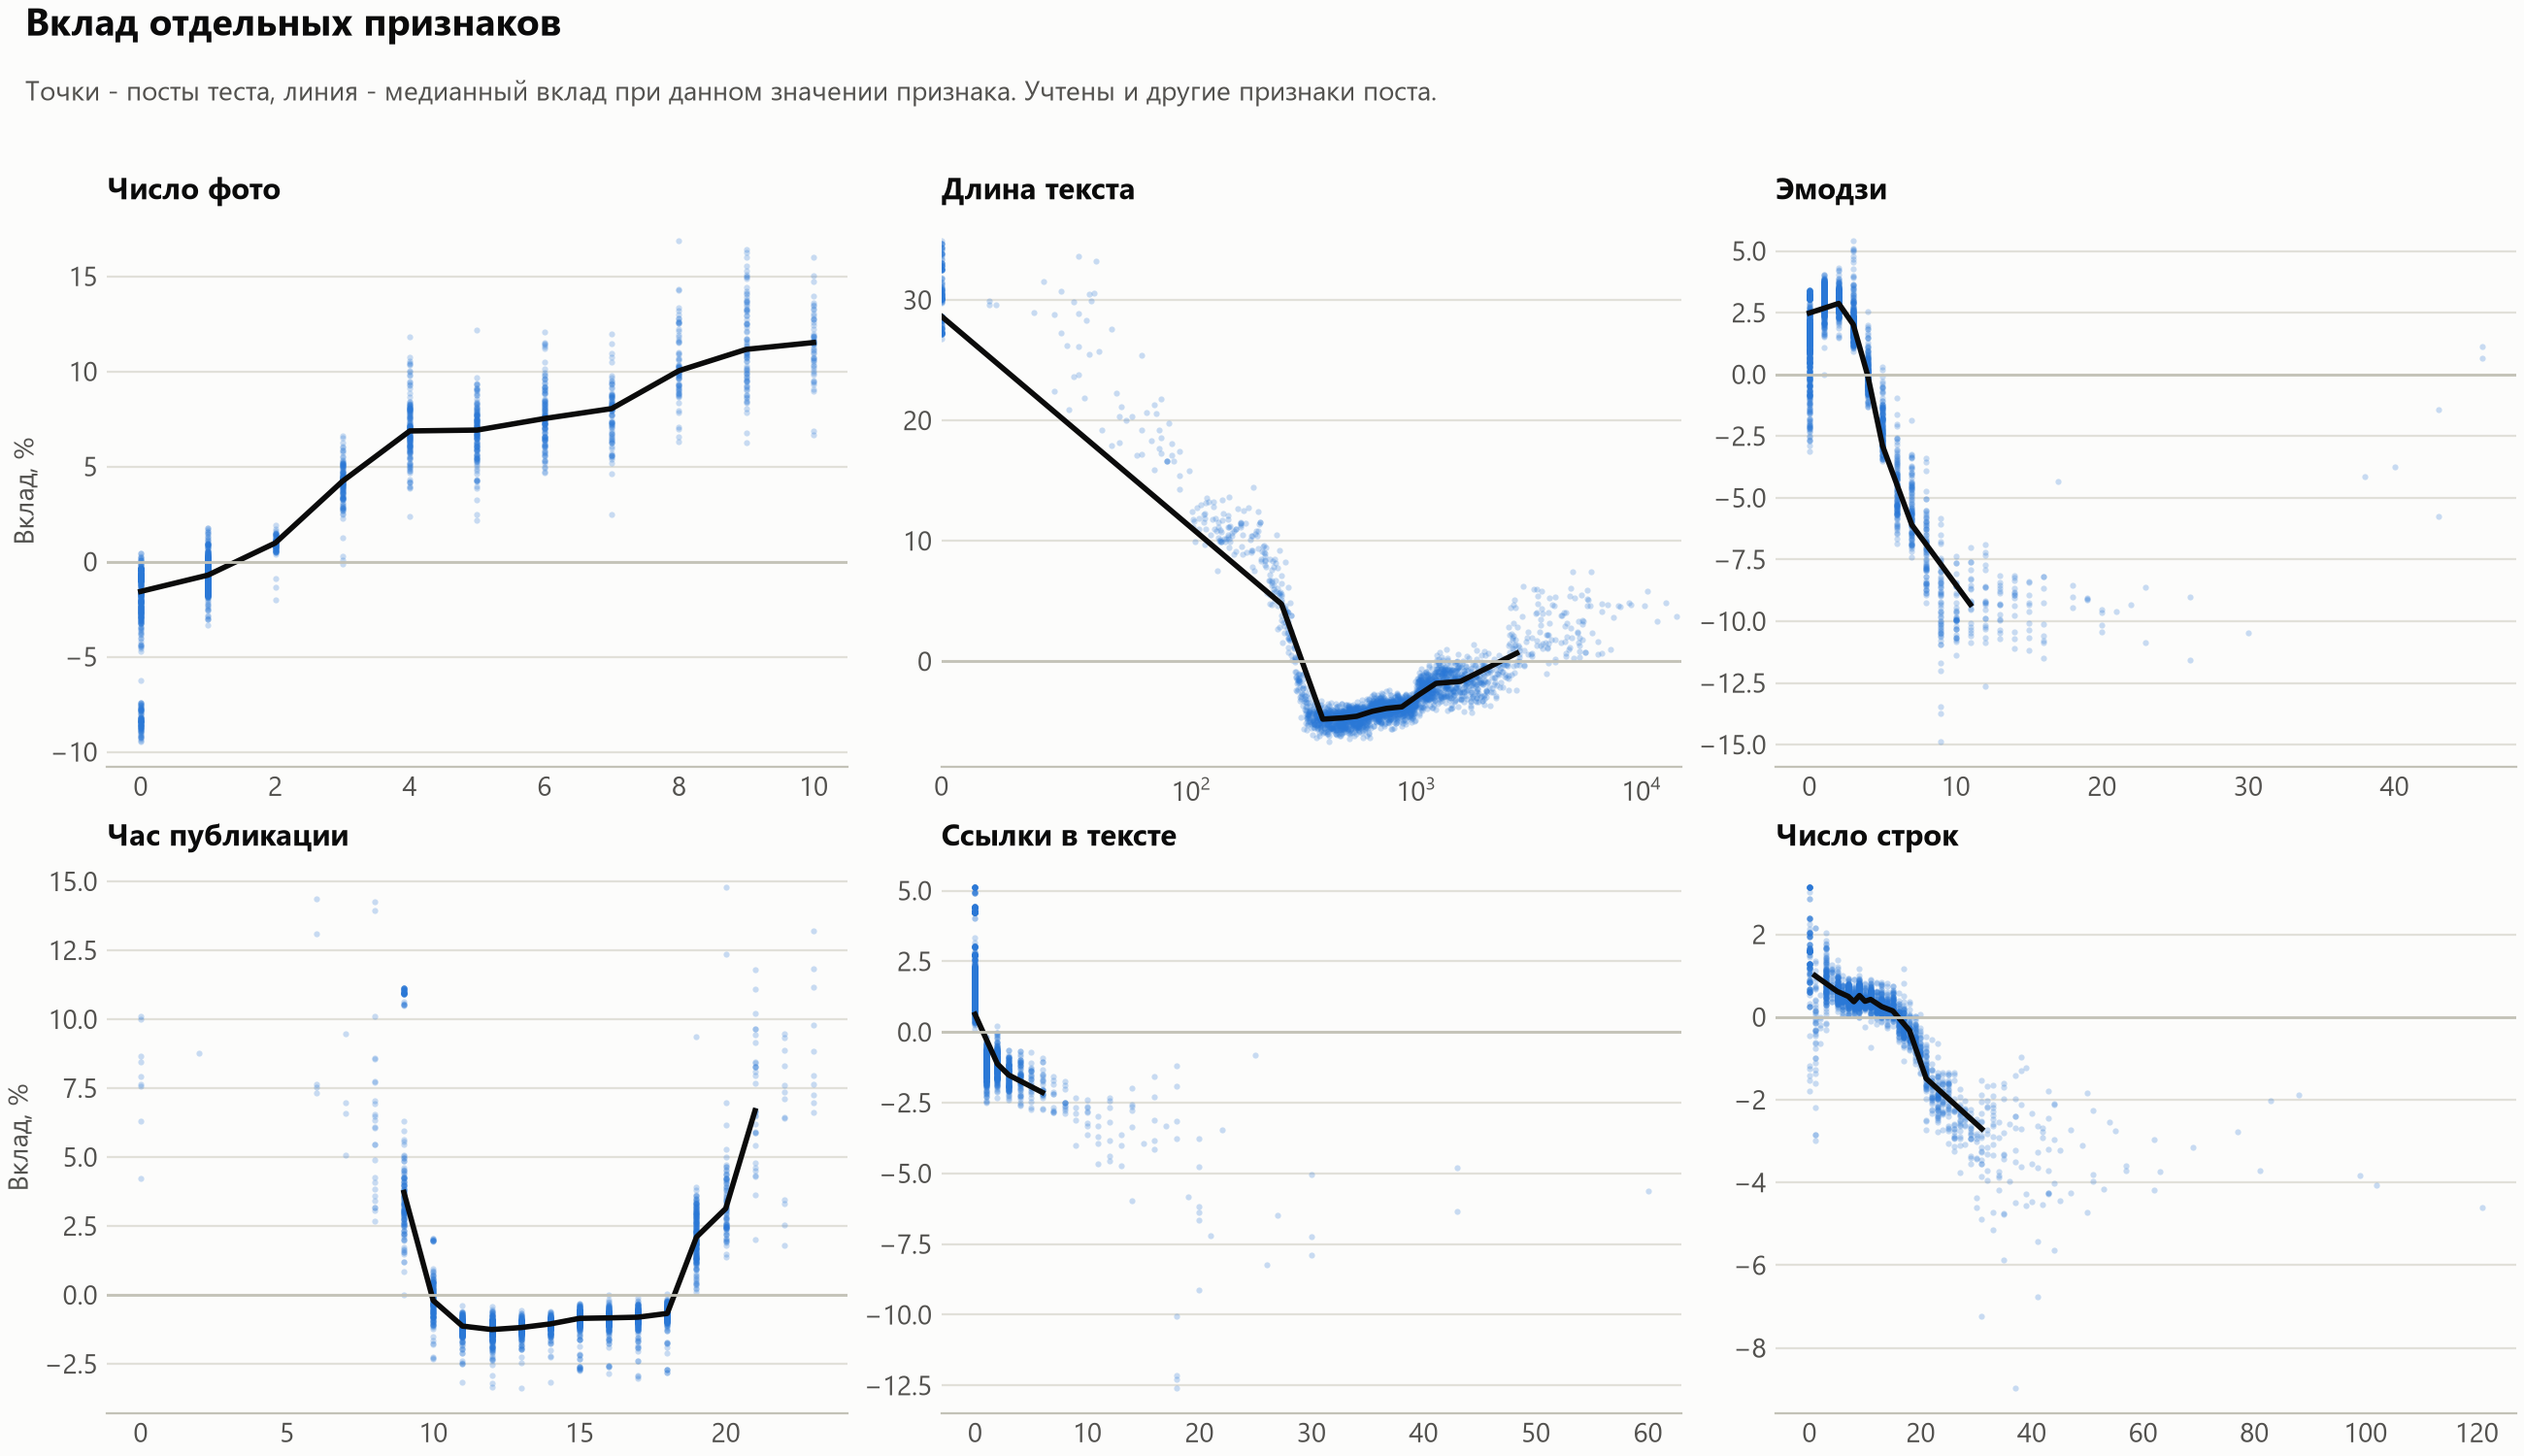 Вклад отдельных признаков
Точки - посты теста, линия - медианный вклад при данном значении признака. Учтены и другие признаки поста.
Число фото
Вклад, %
15
10
5
0
−5
−10
0 2 4 6 8 10
Длина текста
30
20
10
0
0 10² 10³ 10⁴
Эмодзи
5.0
2.5
0.0
−2.5
−5.0
−7.5
−10.0
−12.5
−15.0
0 10 20 30 40
Час публикации
Вклад, %
15.0
12.5
10.0
7.5
5.0
2.5
0.0
−2.5
0 5 10 15 20
Ссылки в тексте
5.0
2.5
0.0
−2.5
−5.0
−7.5
−10.0
−12.5
0 10 20 30 40 50 60
Число строк
2
0
−2
−4
−6
−8
0 20 40 60 80 100 120